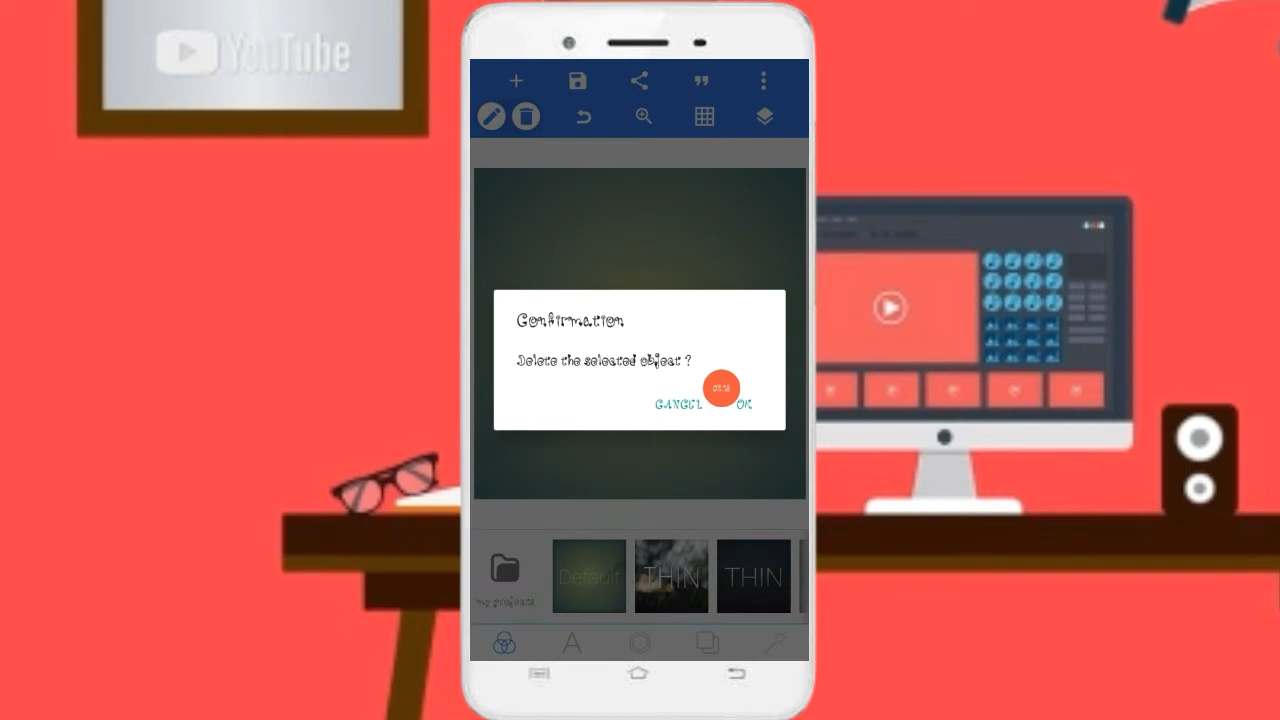 YouTube
Confirmation
Delete the selected object ?
CANCEL OK
my projects
Default
THIN
THIN